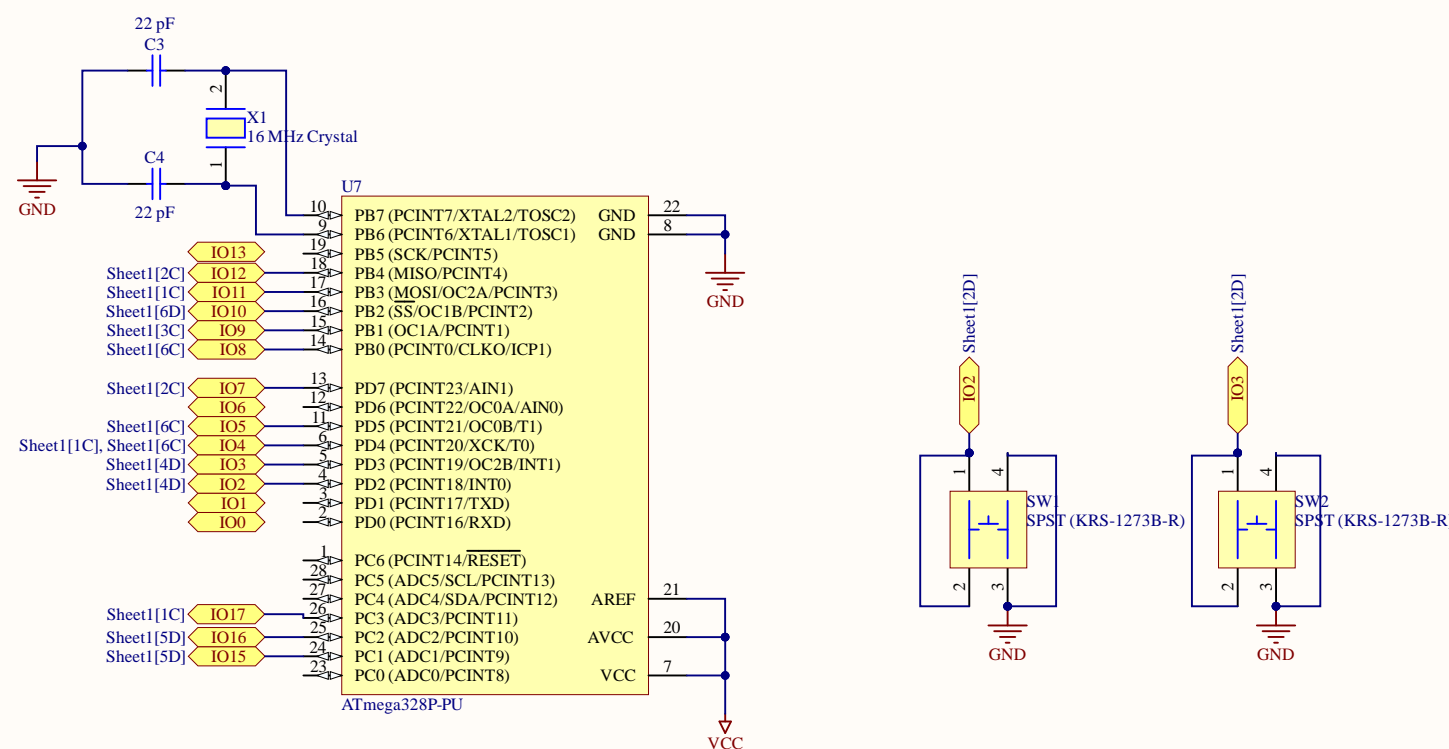 22 pF
C3
2
X1
16 MHz Crystal
1
C4
22 pF
GND
U7
10 PB7 (PCINT7/XTAL2/TOSC2) GND 22
9 PB6 (PCINT6/XTAL1/TOSC1) GND 8
IO13 19 PB5 (SCK/PCINT5)
Sheet1[2C] IO12 18 PB4 (MISO/PCINT4)
Sheet1[1C] IO11 17 PB3 (MOSI/OC2A/PCINT3)
Sheet1[6D] IO10 16 PB2 (SS/OC1B/PCINT2)
Sheet1[3C] IO9 15 PB1 (OC1A/PCINT1)
Sheet1[6C] IO8 14 PB0 (PCINT0/CLKO/ICP1)
GND
Sheet1[2C] IO7 13 PD7 (PCINT23/AIN1)
IO6 12 PD6 (PCINT22/OC0A/AIN0)
Sheet1[6C] IO5 11 PD5 (PCINT21/OC0B/T1)
Sheet1[1C], Sheet1[6C] IO4 6 PD4 (PCINT20/XCK/T0)
Sheet1[4D] IO3 5 PD3 (PCINT19/OC2B/INT1)
Sheet1[4D] IO2 4 PD2 (PCINT18/INT0)
IO1 3 PD1 (PCINT17/TXD)
IO0 2 PD0 (PCINT16/RXD)
1 PC6 (PCINT14/RESET)
28 PC5 (ADC5/SCL/PCINT13)
27 PC4 (ADC4/SDA/PCINT12) AREF 21
Sheet1[1C] IO17 26 PC3 (ADC3/PCINT11)
Sheet1[5D] IO16 25 PC2 (ADC2/PCINT10) AVCC 20
Sheet1[5D] IO15 24 PC1 (ADC1/PCINT9)
23 PC0 (ADC0/PCINT8) VCC 7
ATmega328P-PU
VCC
Sheet1[2D]
IO2
1 4
SW1
SPST (KRS-1273B-R)
2 3
GND
Sheet1[2D]
IO3
1 4
SW2
SPST (KRS-1273B-R
2 3
GND